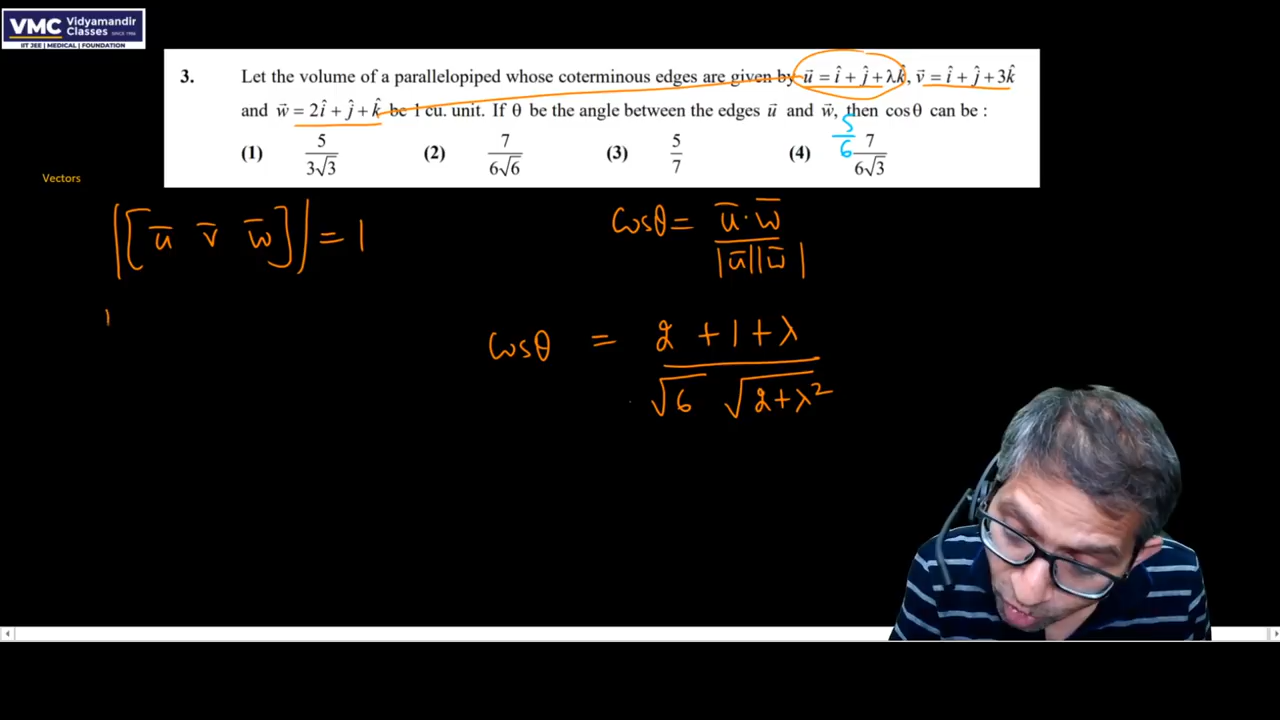 VMC Vidyamandir Classes SINCE 1986
IIT JEE | MEDICAL | FOUNDATION
3. Let the volume of a parallelopiped whose coterminous edges are given by u⃗ = î + ĵ + λk̂, v⃗ = î + ĵ + 3k̂
and w⃗ = 2î + ĵ + k̂ be 1 cu. unit. If θ be the angle between the edges u⃗ and w⃗, then cosθ can be :
(1) 5/(3√3) (2) 7/(6√6) (3) 5/7 (4) 5/6 7/(6√3)
Vectors
|[u̅ v̅ w̅]| = 1
cosθ = u̅·w̅ / |u̅||w̅|
cosθ = 2 + 1 + λ / √6 √2+λ²